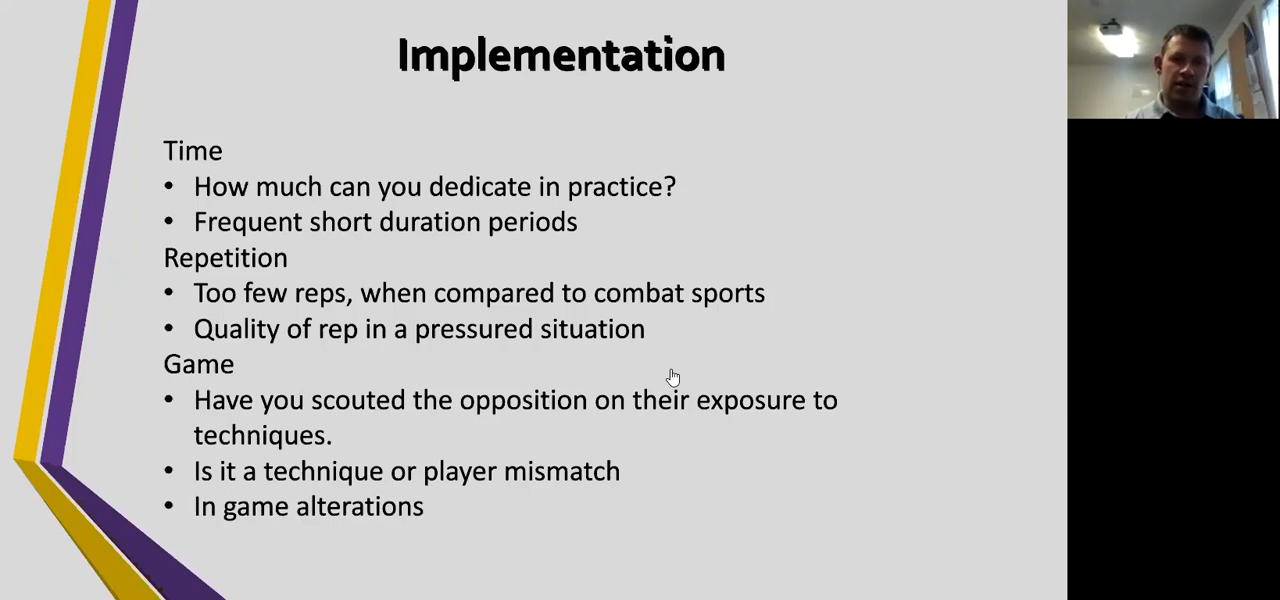 Implementation
Time
• How much can you dedicate in practice?
• Frequent short duration periods
Repetition
• Too few reps, when compared to combat sports
• Quality of rep in a pressured situation
Game
• Have you scouted the opposition on their exposure to
techniques.
• Is it a technique or player mismatch
• In game alterations